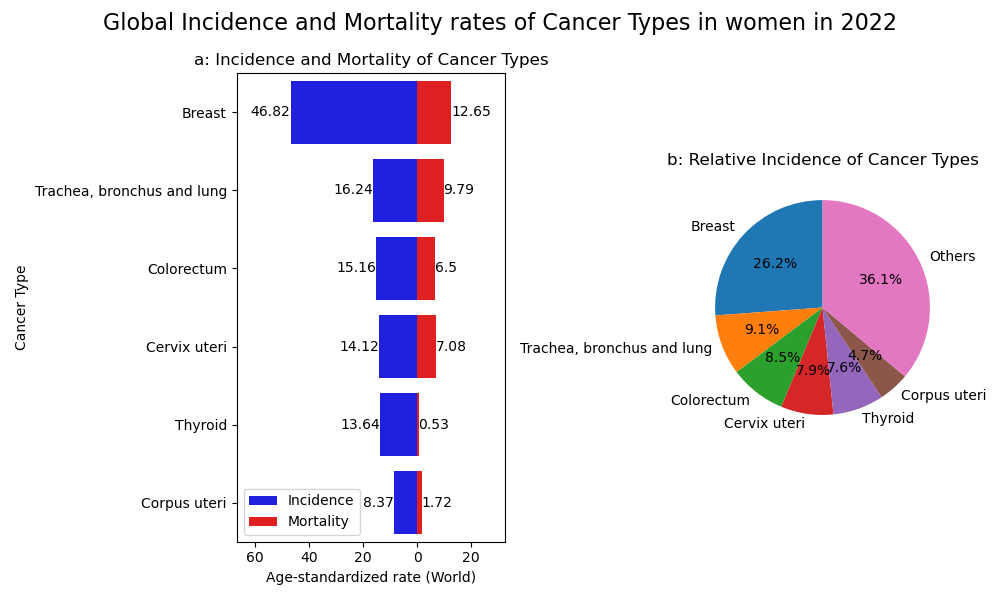 Global Incidence and Mortality rates of Cancer Types in women in 2022
a: Incidence and Mortality of Cancer Types
Cancer Type
Breast 46.82 12.65
Trachea, bronchus and lung 16.24 9.79
Colorectum 15.16 6.5
Cervix uteri 14.12 7.08
Thyroid 13.64 0.53
Corpus uteri 8.37 1.72
Incidence
Mortality
60 40 20 0 20
Age-standardized rate (World)
b: Relative Incidence of Cancer Types
Breast 26.2%
Trachea, bronchus and lung 9.1%
Colorectum 8.5%
Cervix uteri 7.9%
Thyroid 7.6%
Corpus uteri 4.7%
Others 36.1%